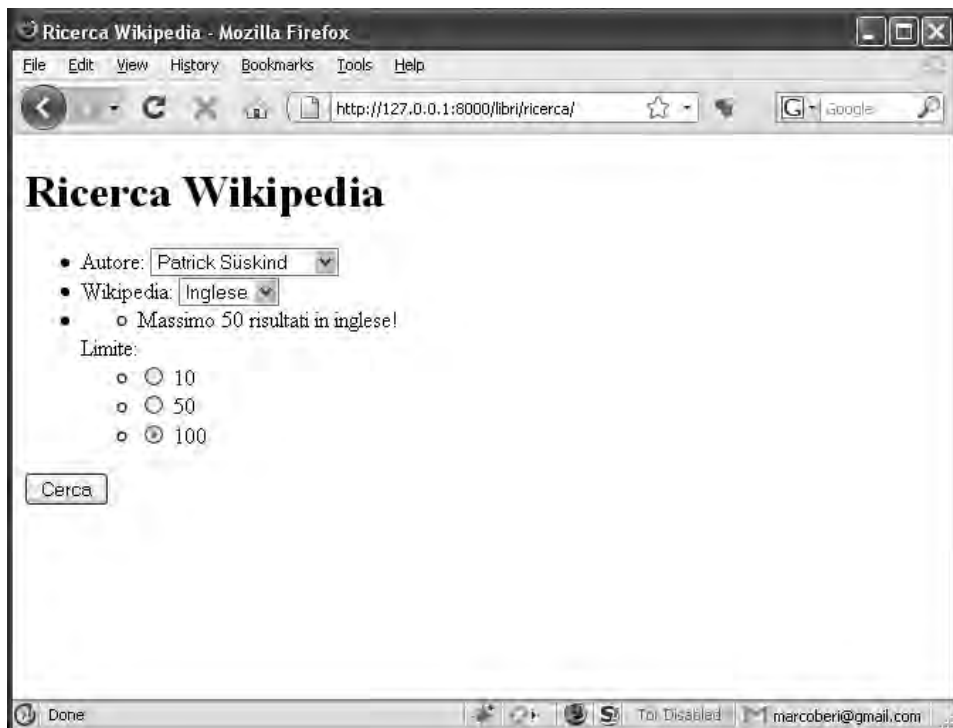 Ricerca Wikipedia - Mozilla Firefox
File Edit View History Bookmarks Tools Help
http://127.0.0.1:8000/libri/ricerca/
G Google
Ricerca Wikipedia
Autore: Patrick Süskind
Wikipedia: Inglese
Massimo 50 risultati in inglese!
Limite:
10
50
100
Cerca
Done
S Tor Disabled marcoberi@gmail.com